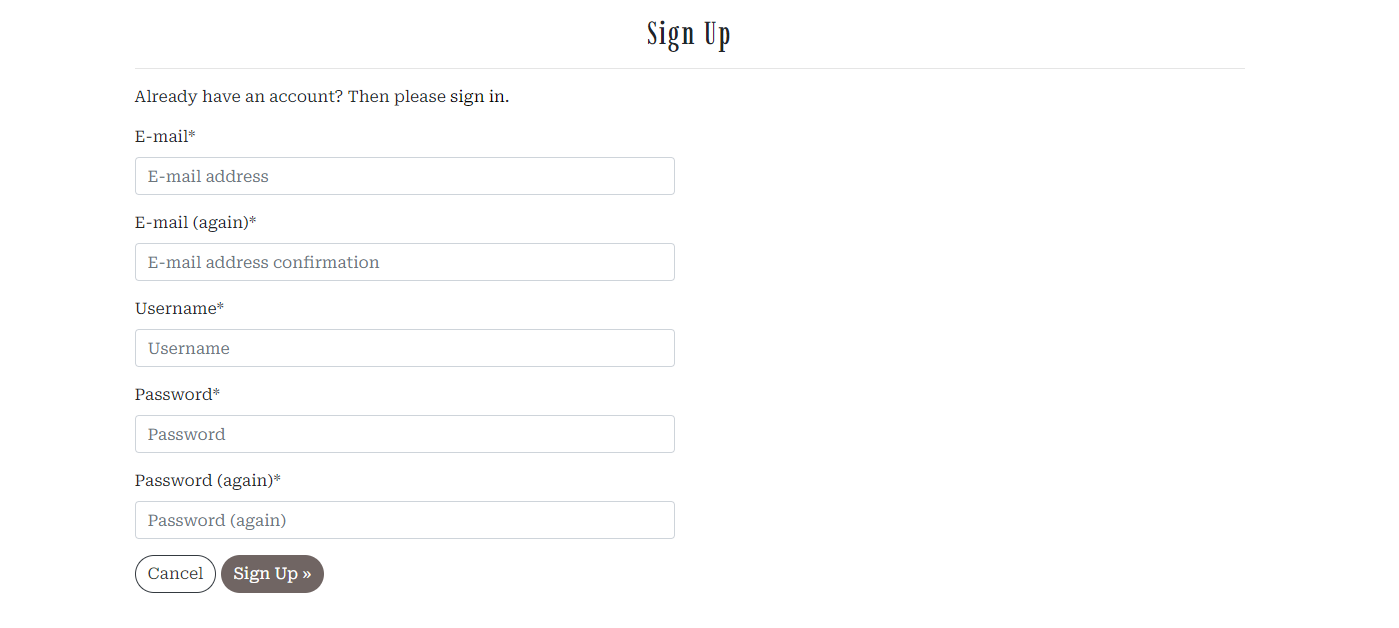 Sign Up
Already have an account? Then please sign in.
E-mail*
E-mail address
E-mail (again)*
E-mail address confirmation
Username*
Username
Password*
Password
Password (again)*
Password (again)
Cancel Sign Up »